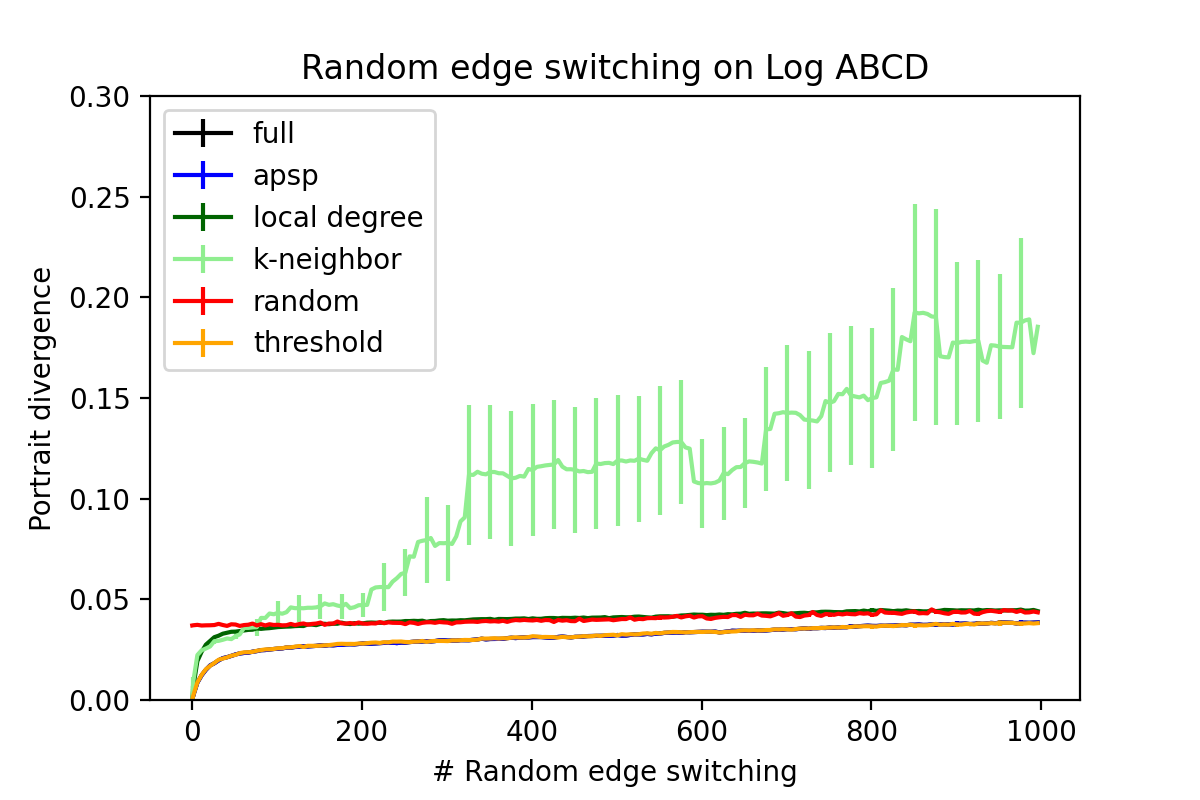 Random edge switching on Log ABCD
0.30
0.25
0.20
0.15
0.10
0.05
0.00
Portrait divergence
full
apsp
local degree
k-neighbor
random
threshold
0 200 400 600 800 1000
# Random edge switching